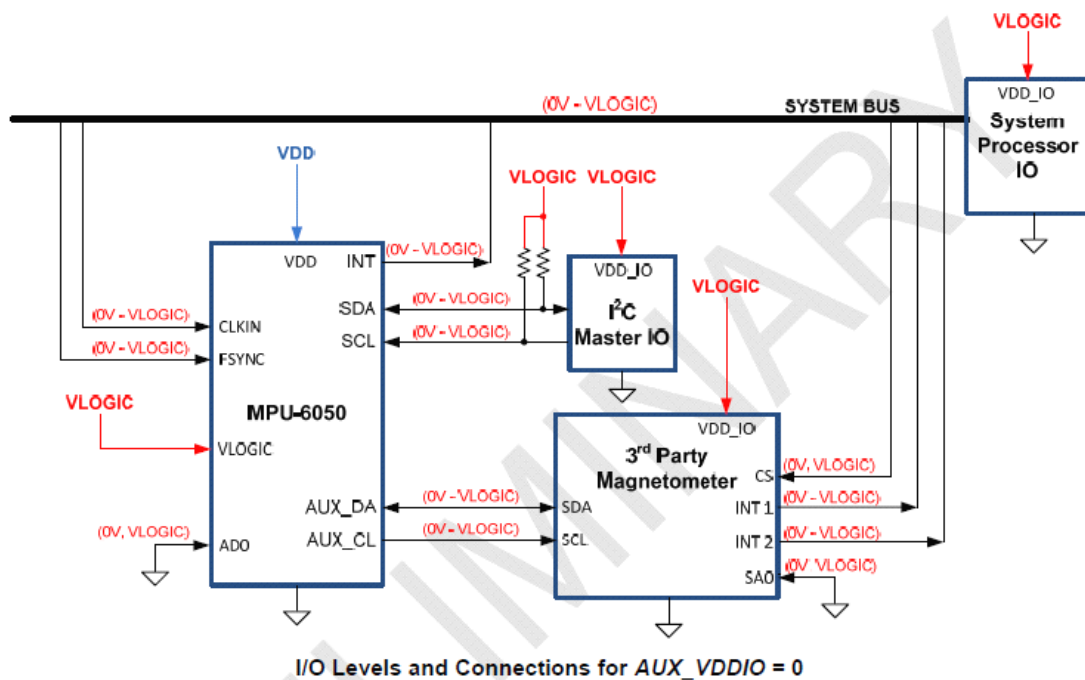 VLOGIC
VDD_IO
System
Processor
IO
(0V - VLOGIC)
SYSTEM BUS
VDD
VLOGIC
VLOGIC
VDD
INT
(0V - VLOGIC)
VDD_IO
I²C
Master IO
SDA
(0V - VLOGIC)
SCL
(0V - VLOGIC)
VLOGIC
(0V - VLOGIC)
CLKIN
(0V - VLOGIC)
FSYNC
MPU-6050
VLOGIC
VLOGIC
VDD_IO
3rd Party
Magnetometer
CS
(0V, VLOGIC)
AUX_DA
(0V - VLOGIC)
SDA
INT 1
(0V - VLOGIC)
AUX_CL
(0V - VLOGIC)
SCL
INT 2
(0V - VLOGIC)
(0V, VLOGIC)
AD0
SA0
(0V, VLOGIC)
I/O Levels and Connections for AUX_VDDIO = 0